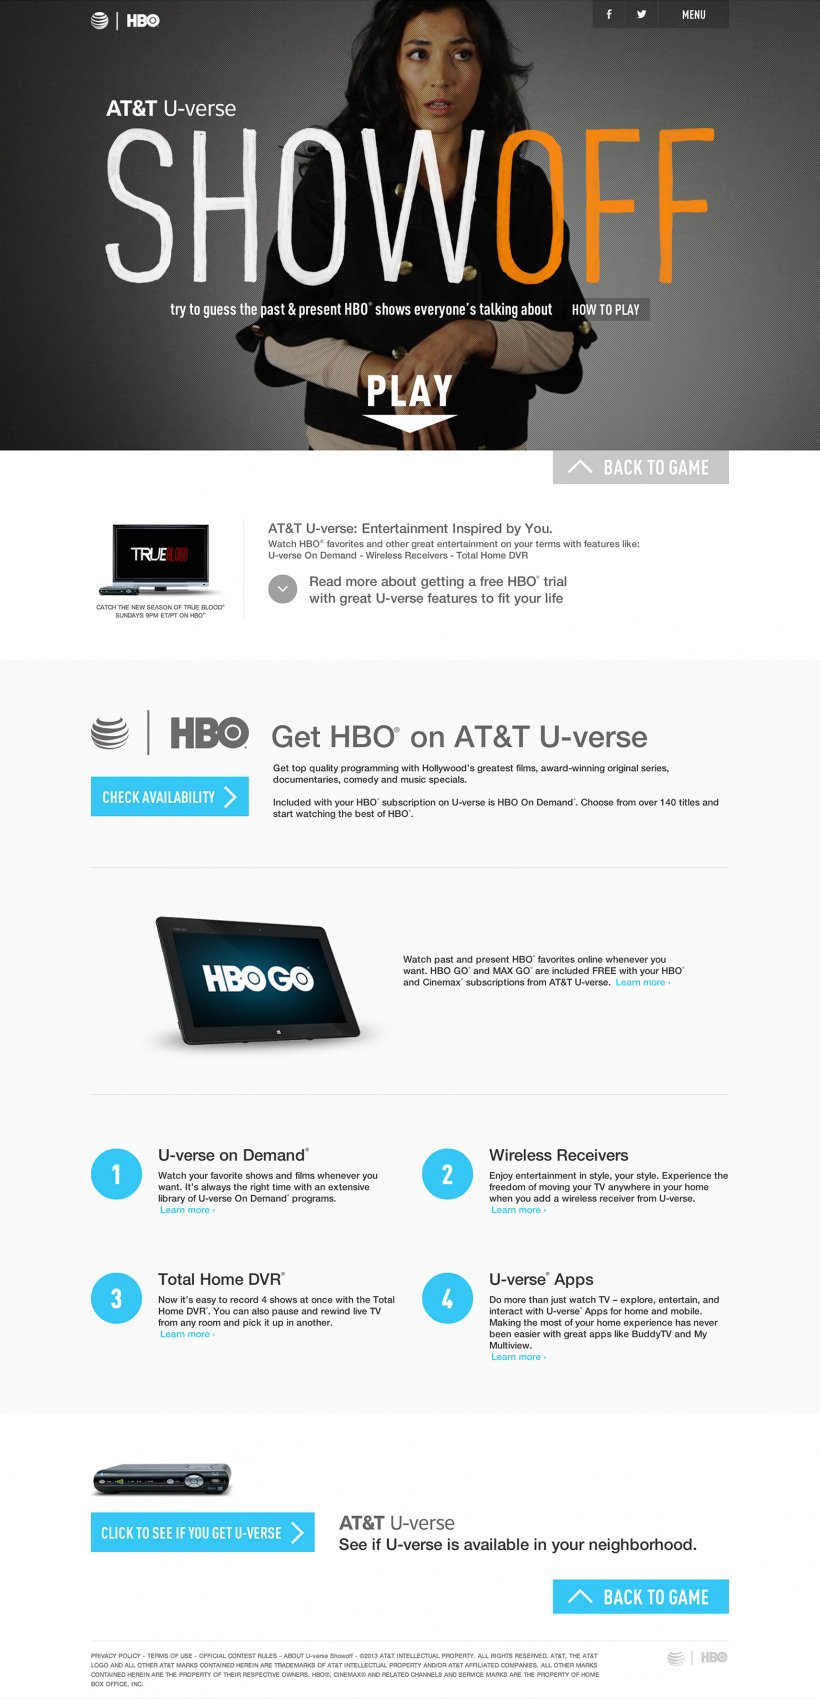 HBO
MENU
AT&T U-verse
SHOWOFF
try to guess the past & present HBO® shows everyone's talking about
HOW TO PLAY
PLAY
BACK TO GAME
TRUE BLOOD
CATCH THE NEW SEASON OF TRUE BLOOD®
SUNDAYS 9PM ET/PT ON HBO®
AT&T U-verse: Entertainment Inspired by You.
Watch HBO® favorites and other great entertainment on your terms with features like:
U-verse On Demand - Wireless Receivers - Total Home DVR
Read more about getting a free HBO® trial
with great U-verse features to fit your life
HBO
CHECK AVAILABILITY
Get HBO® on AT&T U-verse
Get top quality programming with Hollywood's greatest films, award-winning original series,
documentaries, comedy and music specials.
Included with your HBO® subscription on U-verse is HBO On Demand®. Choose from over 140 titles and
start watching the best of HBO®.
ASUS
HBO GO
Watch past and present HBO® favorites online whenever you
want. HBO GO® and MAX GO® are included FREE with your HBO®
and Cinemax® subscriptions from AT&T U-verse. Learn more ›
1
U-verse on Demand®
Watch your favorite shows and films whenever you
want. It's always the right time with an extensive
library of U-verse On Demand® programs.
Learn more ›
2
Wireless Receivers
Enjoy entertainment in style, your style. Experience the
freedom of moving your TV anywhere in your home
when you add a wireless receiver from U-verse.
Learn more ›
3
Total Home DVR®
Now it's easy to record 4 shows at once with the Total
Home DVR®. You can also pause and rewind live TV
from any room and pick it up in another.
Learn more ›
4
U-verse® Apps
Do more than just watch TV – explore, entertain, and
interact with U-verse® Apps for home and mobile.
Making the most of your home experience has never
been easier with great apps like BuddyTV and My
Multiview.
Learn more ›
CLICK TO SEE IF YOU GET U-VERSE
AT&T U-verse
See if U-verse is available in your neighborhood.
BACK TO GAME
PRIVACY POLICY - TERMS OF USE - OFFICIAL CONTEST RULES - ABOUT U-verse Showoff - ©2013 AT&T INTELLECTUAL PROPERTY. ALL RIGHTS RESERVED. AT&T, THE AT&T
LOGO AND ALL OTHER AT&T MARKS CONTAINED HEREIN ARE TRADEMARKS OF AT&T INTELLECTUAL PROPERTY AND/OR AT&T AFFILIATED COMPANIES. ALL OTHER MARKS
CONTAINED HEREIN ARE THE PROPERTY OF THEIR RESPECTIVE OWNERS. HBO®, CINEMAX® AND RELATED CHANNELS AND SERVICE MARKS ARE THE PROPERTY OF HOME
BOX OFFICE, INC.
HBO